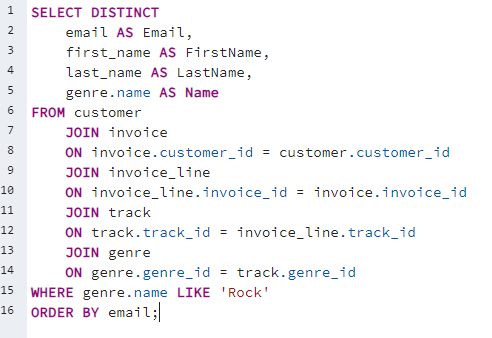 1 SELECT DISTINCT
2     email AS Email,
3     first_name AS FirstName,
4     last_name AS LastName,
5     genre.name AS Name
6 FROM customer
7     JOIN invoice
8     ON invoice.customer_id = customer.customer_id
9     JOIN invoice_line
10     ON invoice_line.invoice_id = invoice.invoice_id
11     JOIN track
12     ON track.track_id = invoice_line.track_id
13     JOIN genre
14     ON genre.genre_id = track.genre_id
15 WHERE genre.name LIKE 'Rock'
16 ORDER BY email;